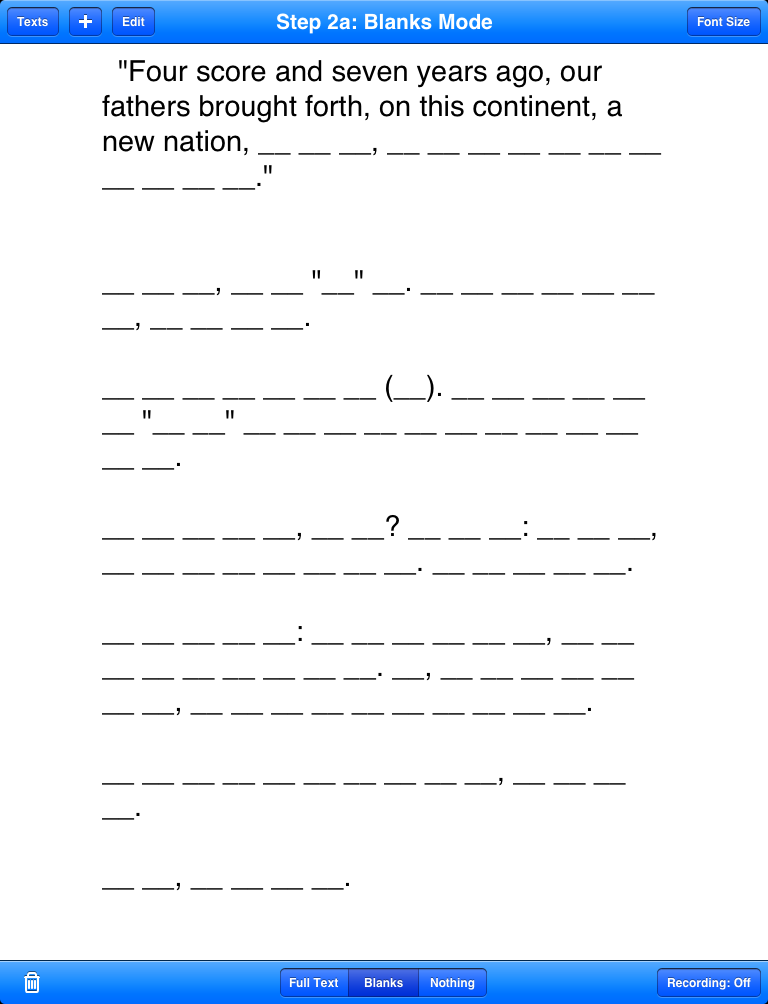 Texts + Edit Step 2a: Blanks Mode Font Size
"Four score and seven years ago, our
fathers brought forth, on this continent, a
new nation, __ __ __, __ __ __ __ __ __ __
__ __ __ __."
__ __ __, __ __ "__" __. __ __ __ __ __ __
__, __ __ __ __.
__ __ __ __ __ __ __ (__). __ __ __ __ __
__ "__ __" __ __ __ __ __ __ __ __ __ __
__ __.
__ __ __ __ __, __ __? __ __ __: __ __ __,
__ __ __ __ __ __ __ __. __ __ __ __ __.
__ __ __ __ __: __ __ __ __ __ __, __ __
__ __ __ __ __ __ __. __, __ __ __ __ __
__ __, __ __ __ __ __ __ __ __ __ __.
__ __ __ __ __ __ __ __ __ __, __ __ __
__.
__ __, __ __ __ __.
Full Text Blanks Nothing Recording: Off